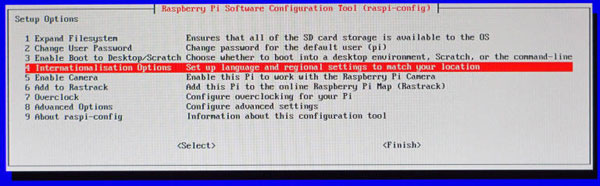 Raspberry Pi Software Configuration Tool (raspi-config)
Setup Options
1 Expand Filesystem Ensures that all of the SD card storage is available to the OS
2 Change User Password Change password for the default user (pi)
3 Enable Boot to Desktop/Scratch Choose whether to boot into a desktop environment, Scratch, or the command-line
4 Internationalisation Options Set up language and regional settings to match your location
5 Enable Camera Enable this Pi to work with the Raspberry Pi Camera
6 Add to Rastrack Add this Pi to the online Raspberry Pi Map (Rastrack)
7 Overclock Configure overclocking for your Pi
8 Advanced Options Configure advanced settings
9 About raspi-config Information about this configuration tool
<Select> <Finish>